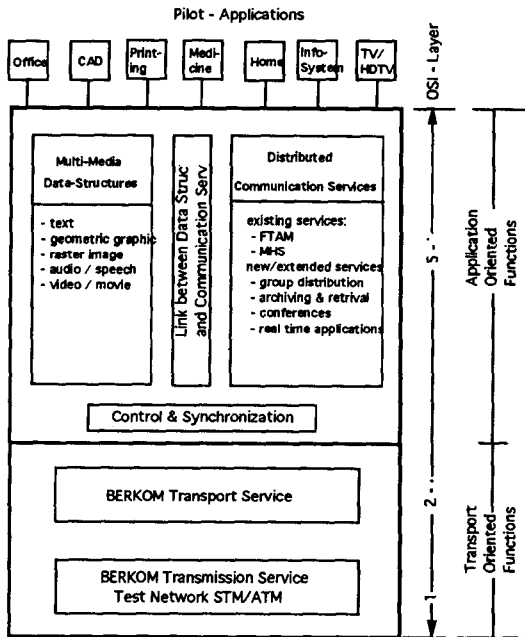 Pilot - Applications
Office
CAD
Print-
ing
Medi-
cine
Home
Info-
System
TV/
HDTV
OSI -Layer
Multi-Media
Data-Structures
- text
- geometric graphic
- raster image
- audio / speech
- video / movie
Link between Data Struc
and Communication Serv
Distributed
Communication Services
existing services:
- FTAM
- MHS
new/extended services
- group distribution
- archiving & retrival
- conferences
- real time applications
Control & Synchronization
5 -
Application
Oriented
Functions
BERKOM Transport Service
BERKOM Transmission Service
Test Network STM/ATM
1
2 - .
Transport
Oriented
Functions